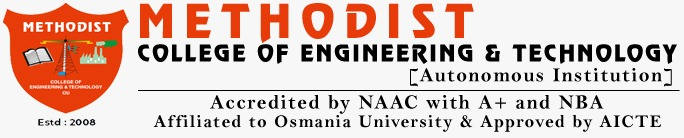 METHODIST
COLLEGE OF
ENGINEERING & TECHNOLOGY
OU
Estd : 2008
METHODIST
COLLEGE OF ENGINEERING & TECHNOLOGY
[Autonomous Institution]
Accredited by NAAC with A+ and NBA
Affiliated to Osmania University & Approved by AICTE